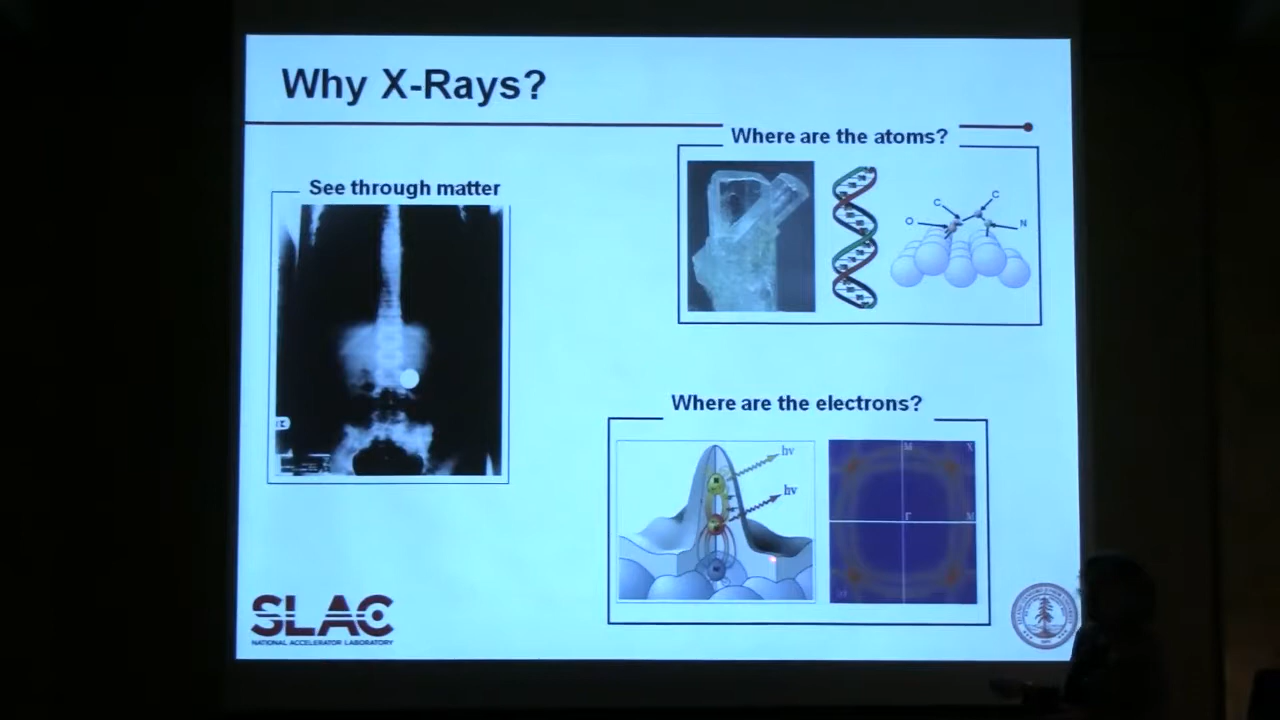 Why X-Rays?
See through matter
Where are the atoms?
C
C
O
N
Where are the electrons?
hν
hν
M
X
Γ
M
SLAC
NATIONAL ACCELERATOR LABORATORY